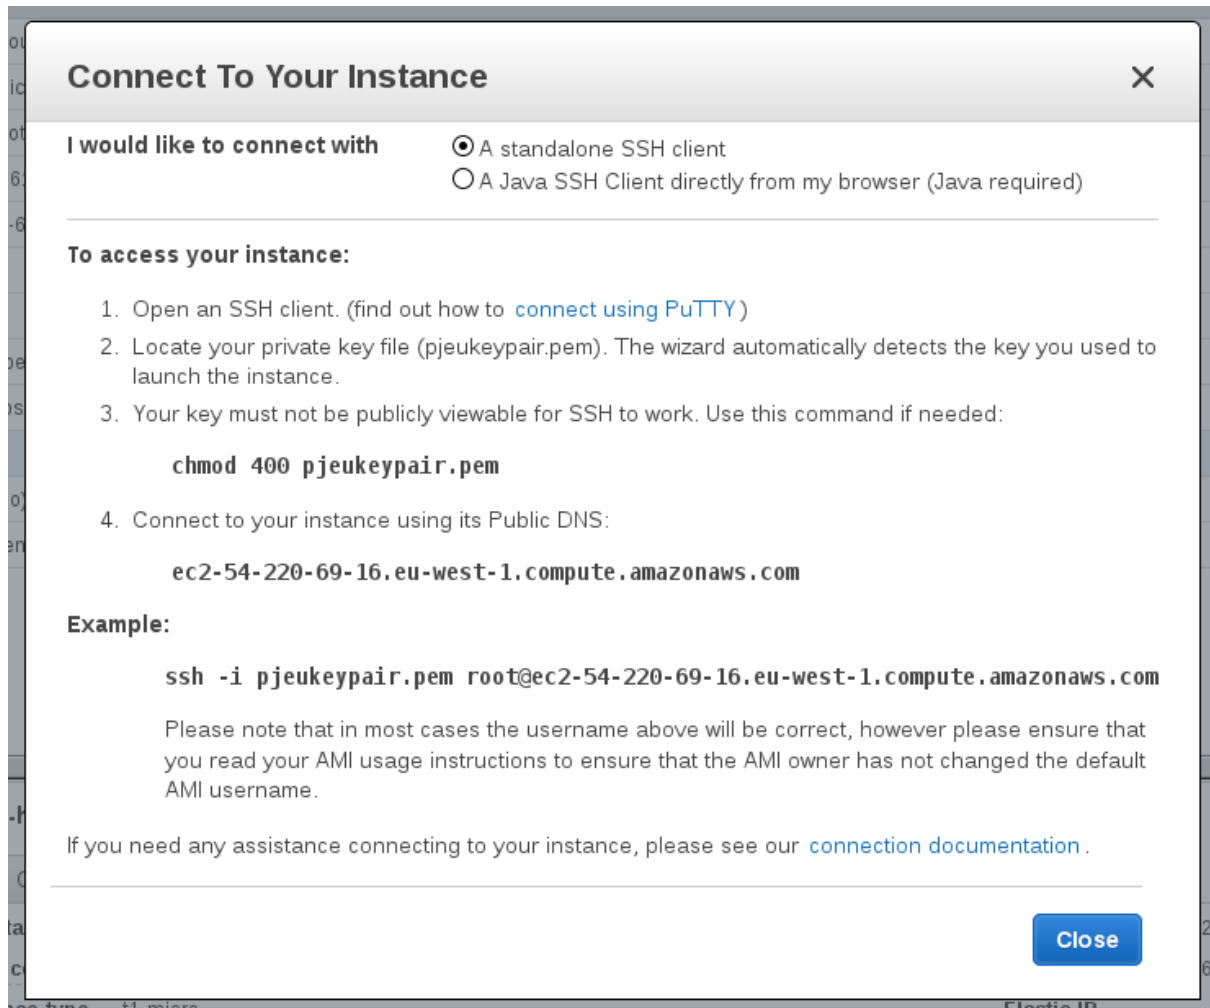 Connect To Your Instance
I would like to connect with
A standalone SSH client
A Java SSH Client directly from my browser (Java required)
To access your instance:
1. Open an SSH client. (find out how to connect using PuTTY)
2. Locate your private key file (pjeukeypair.pem). The wizard automatically detects the key you used to
launch the instance.
3. Your key must not be publicly viewable for SSH to work. Use this command if needed:
chmod 400 pjeukeypair.pem
4. Connect to your instance using its Public DNS:
ec2-54-220-69-16.eu-west-1.compute.amazonaws.com
Example:
ssh -i pjeukeypair.pem root@ec2-54-220-69-16.eu-west-1.compute.amazonaws.com
Please note that in most cases the username above will be correct, however please ensure that
you read your AMI usage instructions to ensure that the AMI owner has not changed the default
AMI username.
If you need any assistance connecting to your instance, please see our connection documentation .
Close